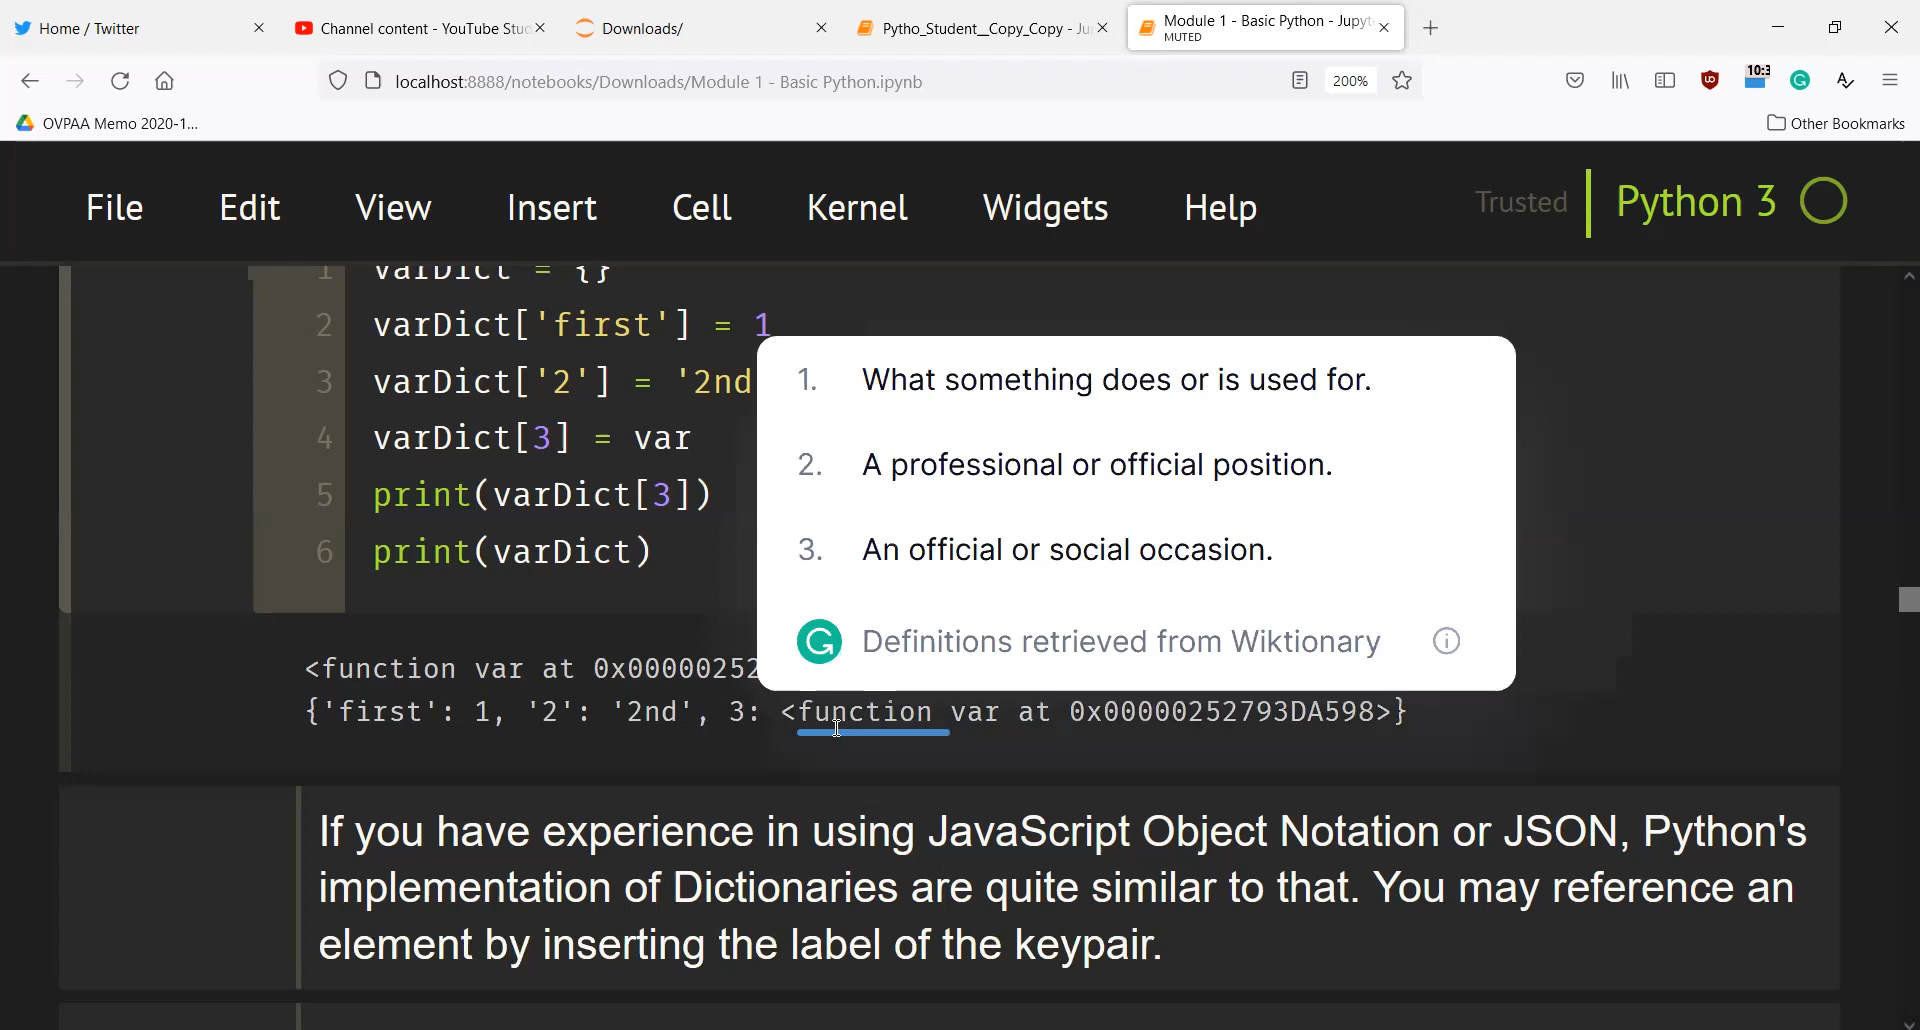 Home / Twitter
Channel content - YouTube Stu
Downloads/
Pytho_Student__Copy_Copy - Ju
Module 1 - Basic Python - Jupyt
MUTED
localhost:8888/notebooks/Downloads/Module 1 - Basic Python.ipynb
200%
10:3
OVPAA Memo 2020-1...
Other Bookmarks
File Edit View Insert Cell Kernel Widgets Help
Trusted Python 3
1 varDict = {}
2 varDict['first'] = 1
3 varDict['2'] = '2nd
4 varDict[3] = var
5 print(varDict[3])
6 print(varDict)
1. What something does or is used for.
2. A professional or official position.
3. An official or social occasion.
Definitions retrieved from Wiktionary
<function var at 0x00000252
{'first': 1, '2': '2nd', 3: <function var at 0x00000252793DA598>}
If you have experience in using JavaScript Object Notation or JSON, Python's
implementation of Dictionaries are quite similar to that. You may reference an
element by inserting the label of the keypair.